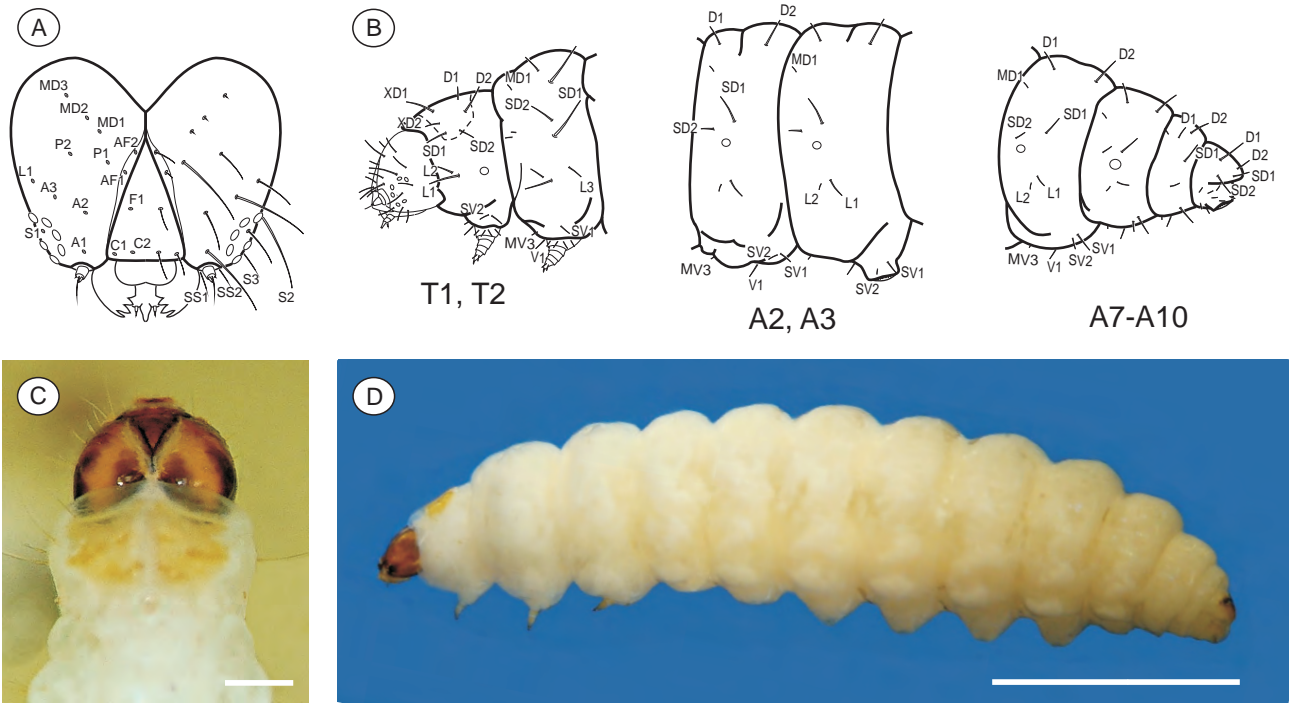 A
MD3
MD2
MD1
P2
P1
AF2
L1
A3
AF1
A2
F1
S1
A1
C1 C2
SS1
SS2
S3
S2
B
XD1
D1
D2
MD1
XD2
SD2
SD1
SD1
SD2
L2
L1
L3
SV2
MV3
V1
SV1
T1, T2
D1
D2
MD1
SD1
SD2
L2
L1
SV2
MV3
SV1
V1
SV2
SV1
A2, A3
D1
D2
MD1
SD2
SD1
D1
D2
SD1
D1
D2
SD1
SD2
L2
L1
MV3
V1
SV2
SV1
A7-A10
C
D